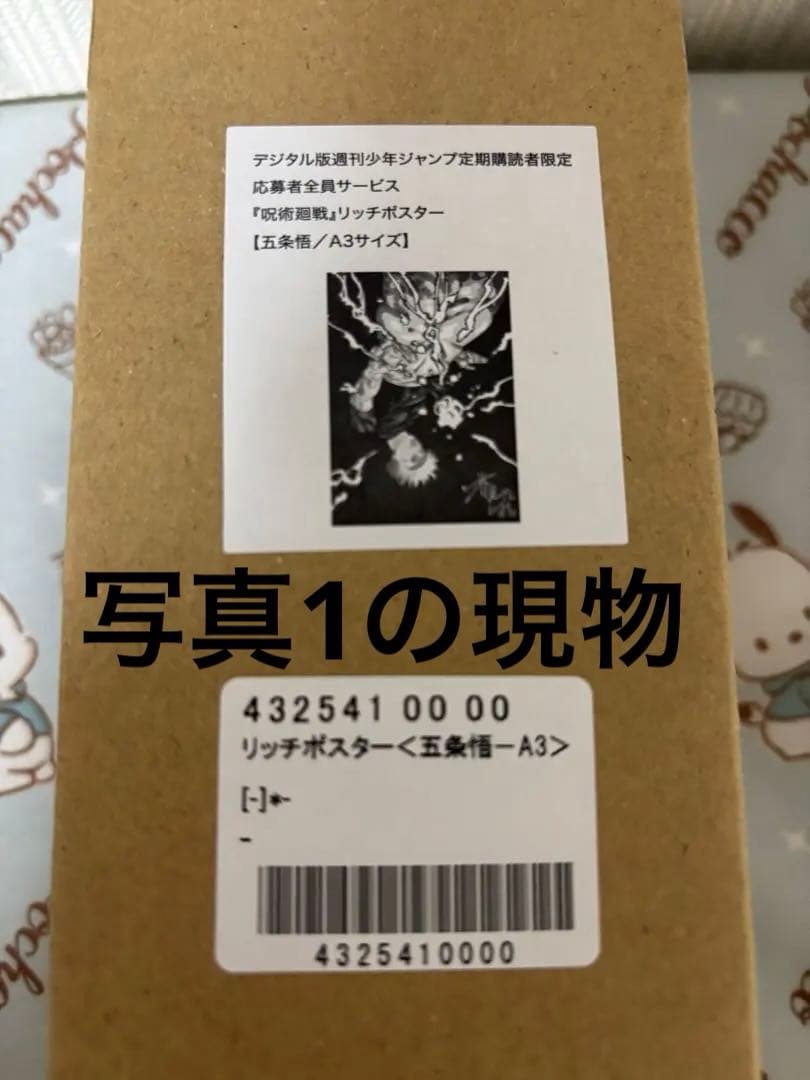 デジタル版週刊少年ジャンプ定期購読者限定
応募者全員サービス
『呪術廻戦』リッチポスター
【五条悟／A3サイズ】
写真1の現物
432541 00 00
リッチポスター＜五条悟－A3＞
[-]*-
-
4325410000
Pochacco